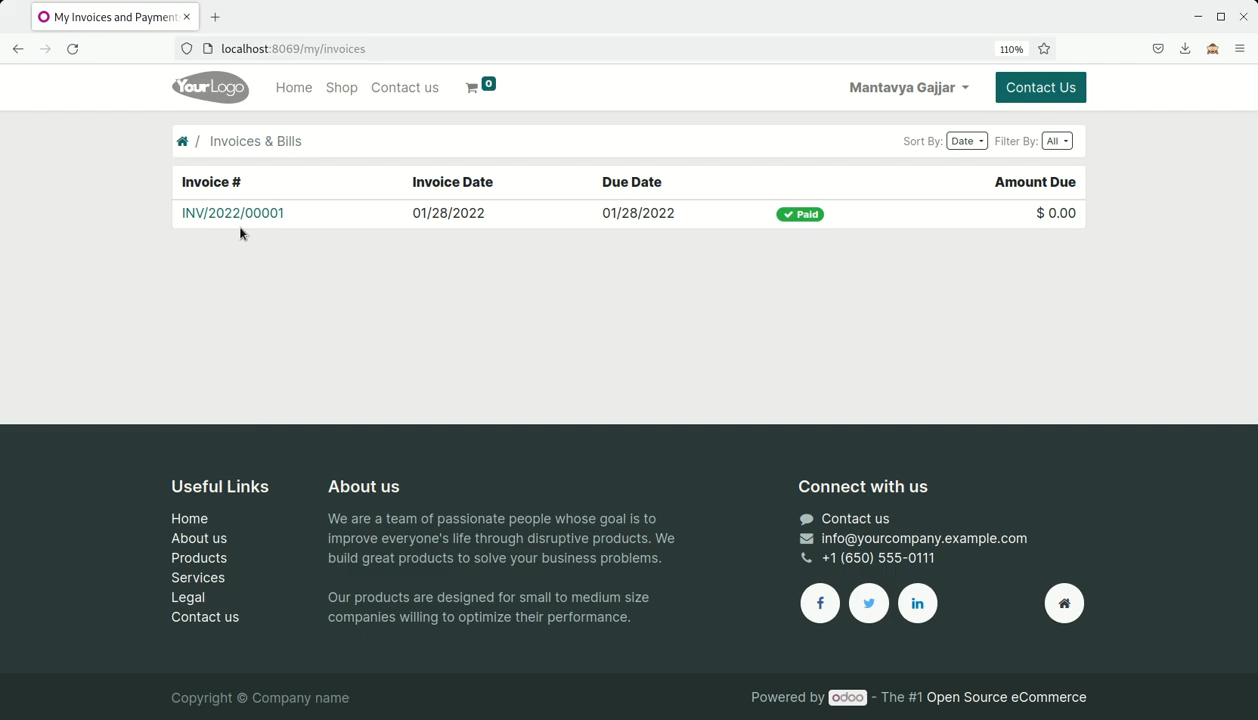 My Invoices and Payment
localhost:8069/my/invoices 110%
YourLogo Home Shop Contact us 0 Mantavya Gajjar Contact Us
/ Invoices & Bills Sort By: Date Filter By: All
Invoice # Invoice Date Due Date Amount Due
INV/2022/00001 01/28/2022 01/28/2022 Paid $ 0.00
Useful Links
Home
About us
Products
Services
Legal
Contact us
About us
We are a team of passionate people whose goal is to
improve everyone's life through disruptive products. We
build great products to solve your business problems.
Our products are designed for small to medium size
companies willing to optimize their performance.
Connect with us
Contact us
info@yourcompany.example.com
+1 (650) 555-0111
Copyright © Company name
Powered by odoo - The #1 Open Source eCommerce